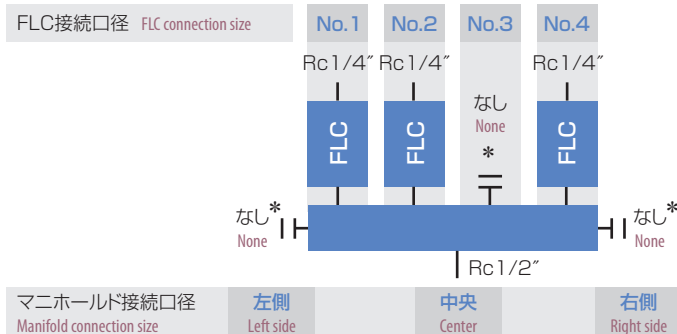 FLC接続口径 FLC connection size No.1 No.2 No.3 No.4
Rc1/4″ Rc1/4″ Rc1/4″
なし
None
*
FLC FLC FLC
なし* なし*
None None
Rc1/2″
マニホールド接続口径 左側 中央 右側
Manifold connection size Left side Center Right side